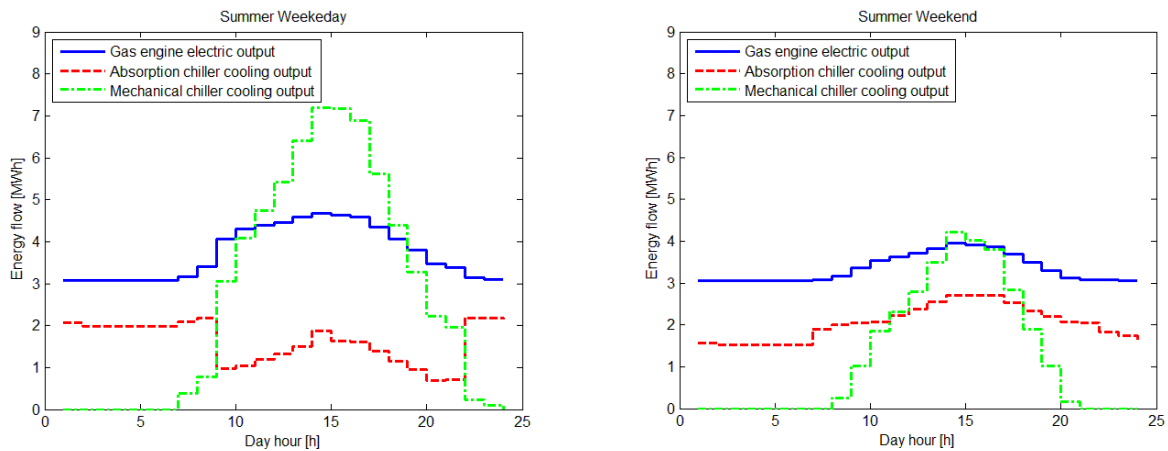 Summer Weekeday
9
8
7
6
5
4
3
2
1
0
Energy flow [MWh]
Gas engine electric output
Absorption chiller cooling output
Mechanical chiller cooling output
0 5 10 15 20 25
Day hour [h]
Summer Weekend
9
8
7
6
5
4
3
2
1
0
Energy flow [MWh]
Gas engine electric output
Absorption chiller cooling output
Mechanical chiller cooling output
0 5 10 15 20 25
Day hour [h]